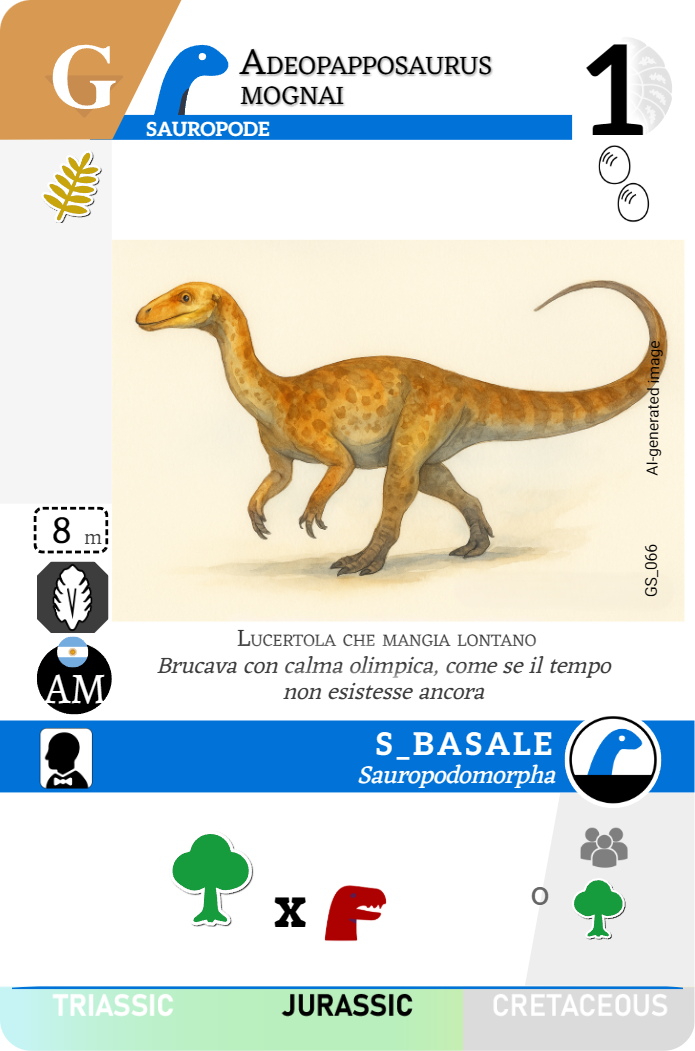 G
Adeopapposaurus
mognai
SAUROPODE
1
AI-generated image
GS_066
8 m
V
AM
Lucertola che mangia lontano
Brucava con calma olimpica, come se il tempo
non esistesse ancora
S_BASALE
Sauropodomorpha
x
o
TRIASSIC JURASSIC CRETACEOUS